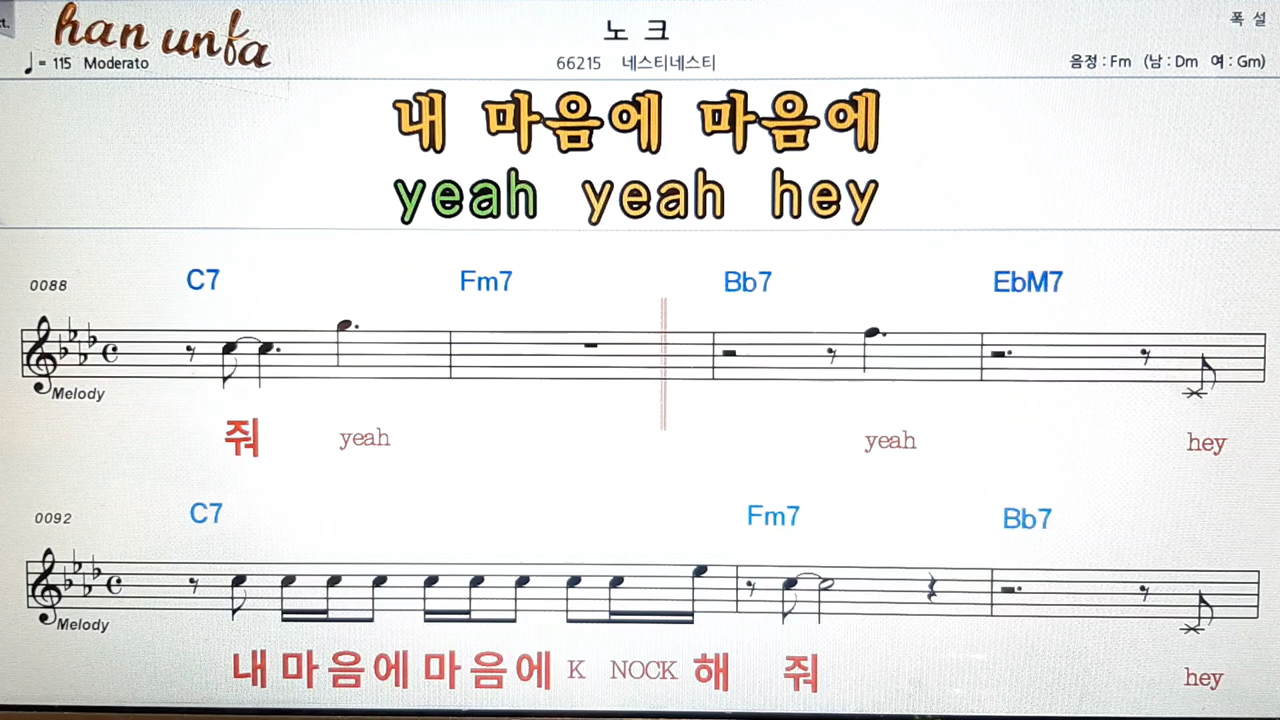 han unfa
노 크
폭 설
♩= 115 Moderato
66215 네스티네스티
음정 : Fm (남 : Dm 여 : Gm)
내 마음에 마음에
yeah yeah hey
0088 C7 Fm7 Bb7 EbM7
Melody
줘 yeah yeah hey
0092 C7 Fm7 Bb7
Melody
내 마 음 에 마 음 에 K NOCK 해 줘 hey